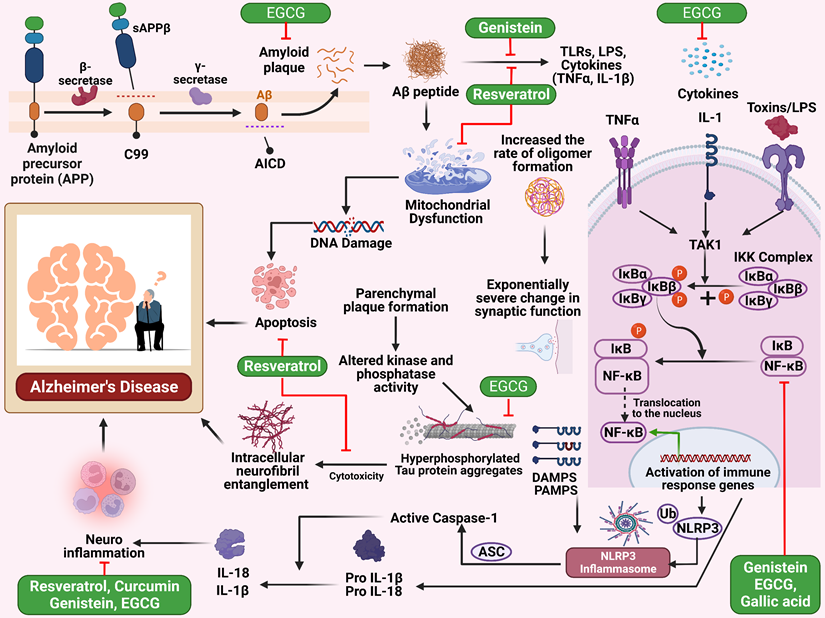 EGCG
sAPPβ
β-
secretase
γ-
secretase
Amyloid
plaque
Aβ
Amyloid
precursor
protein (APP)
C99
AICD
Aβ peptide
Genistein
Resveratrol
TLRs, LPS,
Cytokines
(TNFα, IL-1β)
EGCG
Cytokines
TNFα
IL-1
Toxins/LPS
Mitochondrial
Dysfunction
Increased the
rate of oligomer
formation
DNA Damage
Apoptosis
Alzheimer's Disease
Exponentially
severe change in
synaptic function
Parenchymal
plaque formation
Altered kinase and
phosphatase
activity
Resveratrol
EGCG
TAK1
IKK Complex
IκBα
IκBβ
IκBγ
P
P
+
P
IκBα
IκBβ
IκBγ
P
IκB
NF-κB
IκB
NF-κB
Translocation
to the nucleus
NF-κB
Activation of immune
response genes
Intracellular
neurofibril
entanglement
Cytotoxicity
Hyperphosphorylated
Tau protein aggregates
DAMPS
PAMPS
Active Caspase-1
ASC
NLRP3
Inflammasome
Ub
NLRP3
Neuro
inflammation
IL-18
IL-1β
Pro IL-1β
Pro IL-18
Resveratrol, Curcumin
Genistein, EGCG
Genistein
EGCG,
Gallic acid